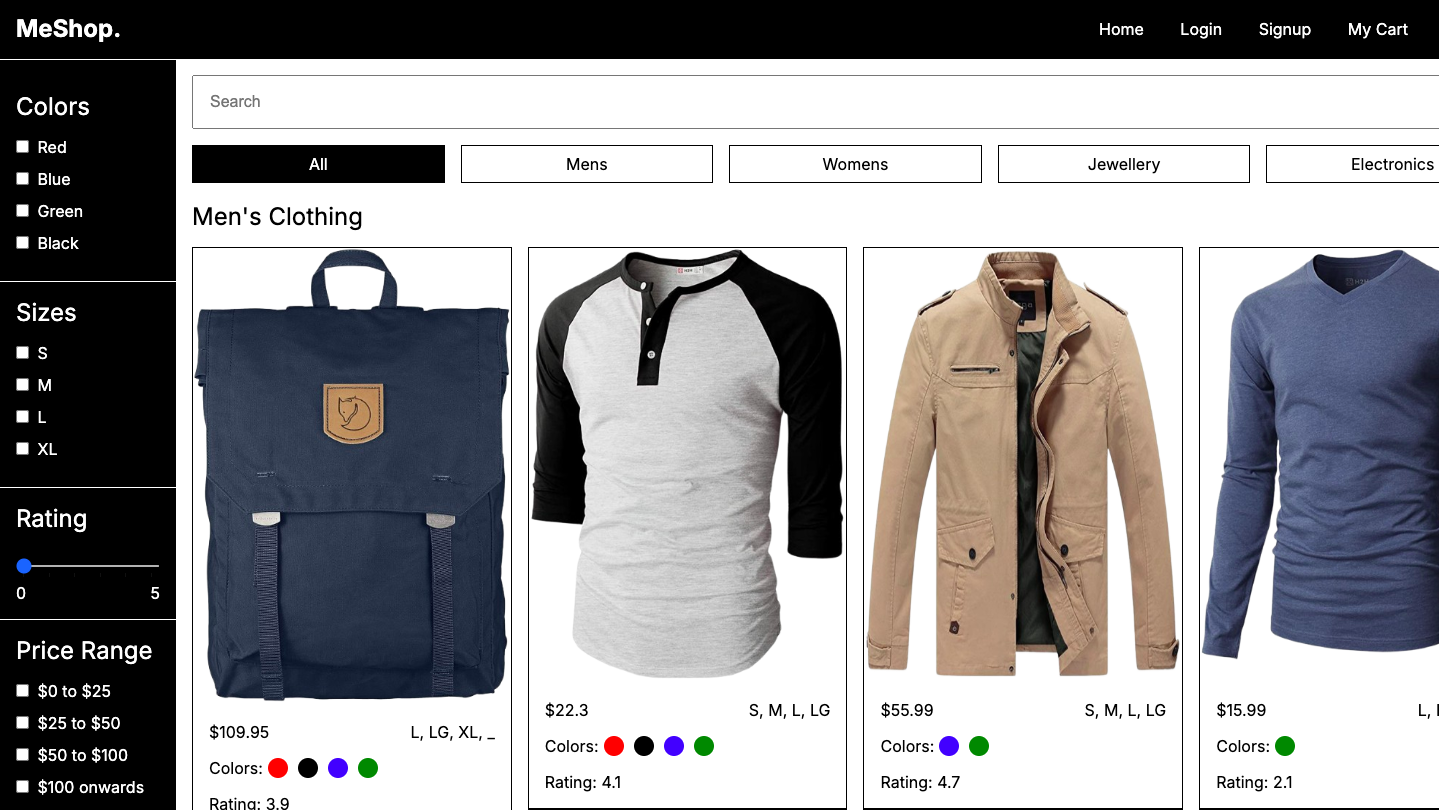 MeShop.
Home Login Signup My Cart
Colors
Red
Blue
Green
Black
Sizes
S
M
L
XL
Rating
0 5
Price Range
$0 to $25
$25 to $50
$50 to $100
$100 onwards
Search
All Mens Womens Jewellery Electronics
Men's Clothing
$109.95 L, LG, XL, _
Colors:
Rating: 3.9
$22.3 S, M, L, LG
Colors:
Rating: 4.1
$55.99 S, M, L, LG
Colors:
Rating: 4.7
$15.99 L,
Colors:
Rating: 2.1